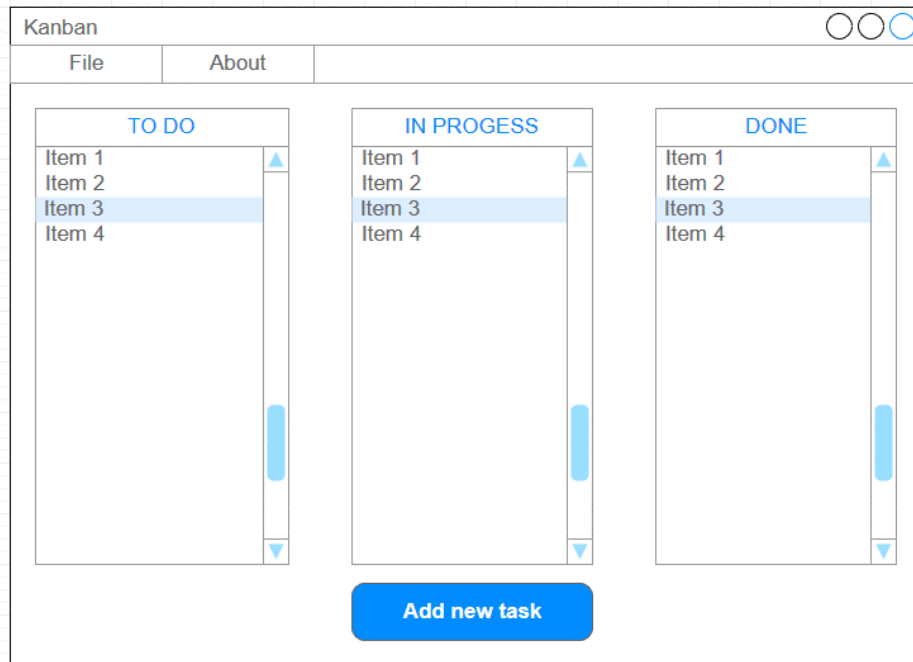 Kanban
File About
TO DO
Item 1
Item 2
Item 3
Item 4
IN PROGESS
Item 1
Item 2
Item 3
Item 4
DONE
Item 1
Item 2
Item 3
Item 4
Add new task